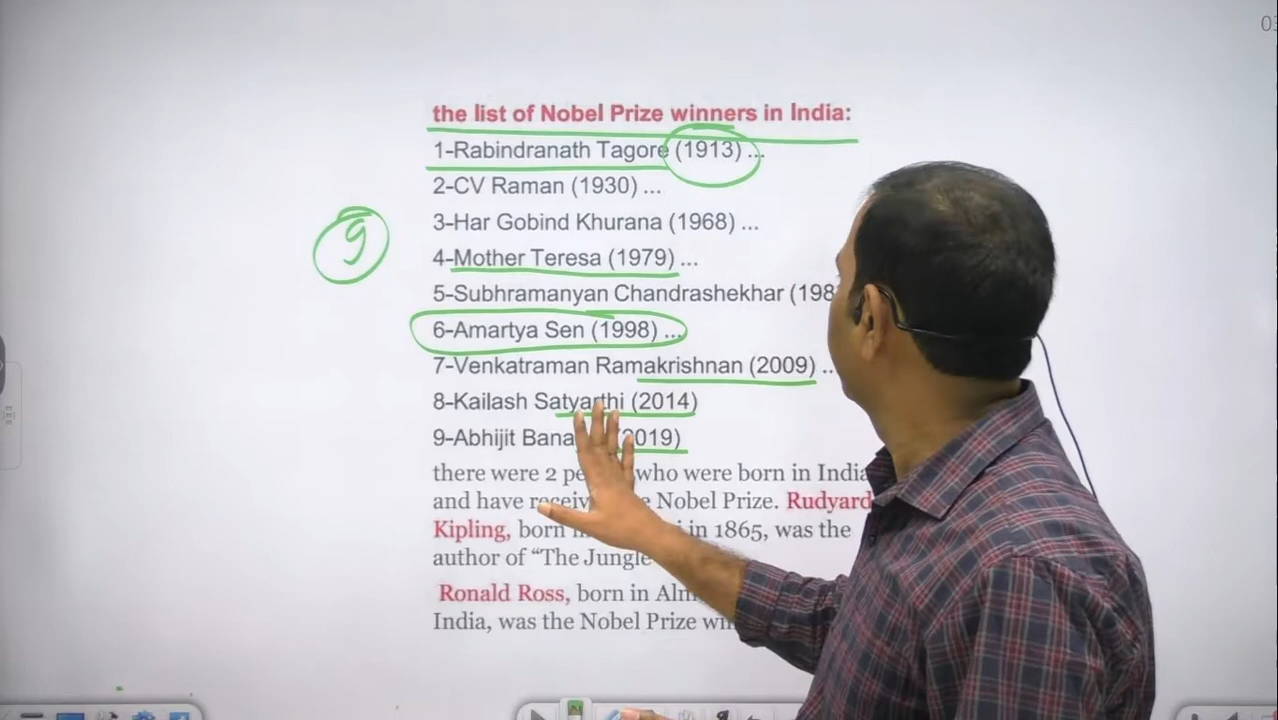 03
the list of Nobel Prize winners in India:
1-Rabindranath Tagore (1913) ...
2-CV Raman (1930) ...
3-Har Gobind Khurana (1968) ...
9
4-Mother Teresa (1979) ...
5-Subhramanyan Chandrashekhar (198
6-Amartya Sen (1998) ...
7-Venkatraman Ramakrishnan (2009) ..
8-Kailash Satyarthi (2014)
9-Abhijit Bana 2019)
there were 2 pe who were born in India
and have receiv Nobel Prize. Rudyard
Kipling, born in 1865, was the
author of “The Jungle
Ronald Ross, born in Alm
India, was the Nobel Prize